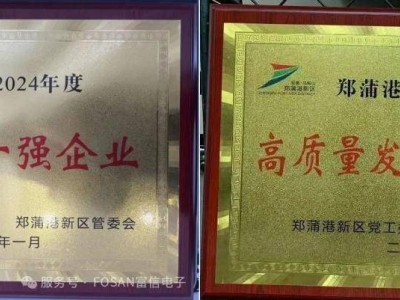 2024年度
十强企业
郑蒲港新区管委会
年一月
郑蒲港新区
郑蒲港
高质量发
郑蒲港新区党工
二
服务号 · FOSAN富信电子